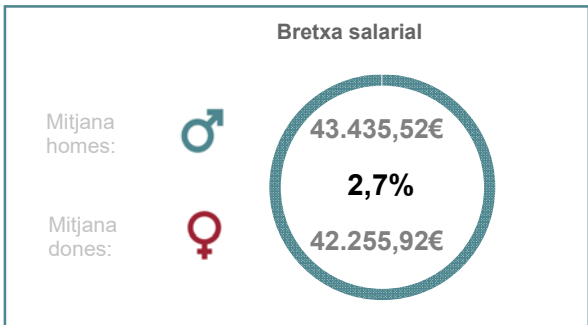 Bretxa salarial
Mitjana
homes:
43.435,52€
2,7%
Mitjana
dones:
42.255,92€